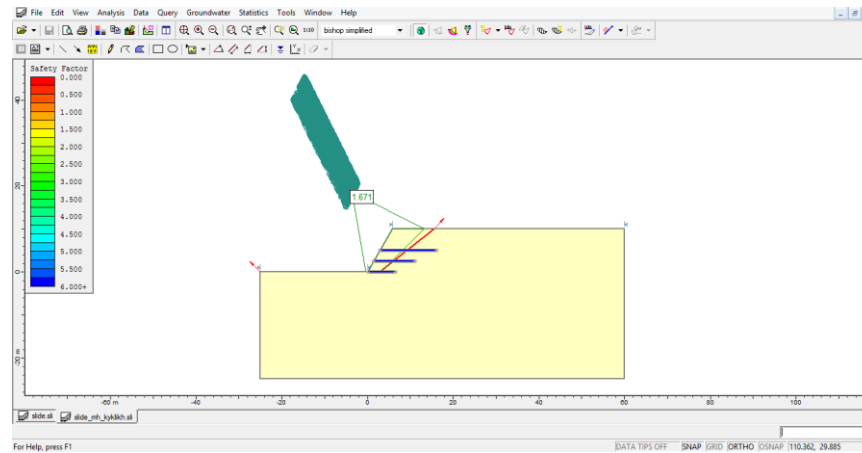 File Edit View Analysis Data Query Groundwater Statistics Tools Window Help
bishop simplified
Safety Factor
0.000
0.500
1.000
1.500
2.000
2.500
3.000
3.500
4.000
4.500
5.000
5.500
6.000+
1.671
40
20
0
-20 m
-60 m -40 -20 0 20 40 60 80 100
slide.sli slide_mh_kyklikh.sli
For Help, press F1 DATA TIPS OFF SNAP GRID ORTHO OSNAP 110.362, 29.885